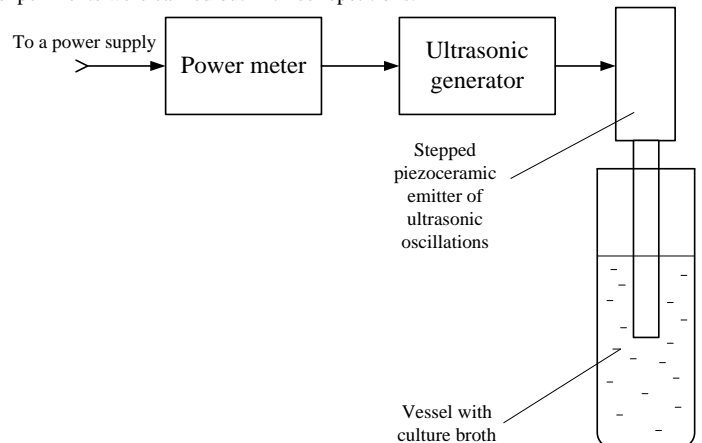 To a power supply
Power meter
Ultrasonic
generator
Stepped
piezoceramic
emitter of
ultrasonic
oscillations
Vessel with
culture broth